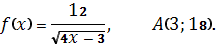 f(x) = 12/√(4x − 3), A(3; 18).